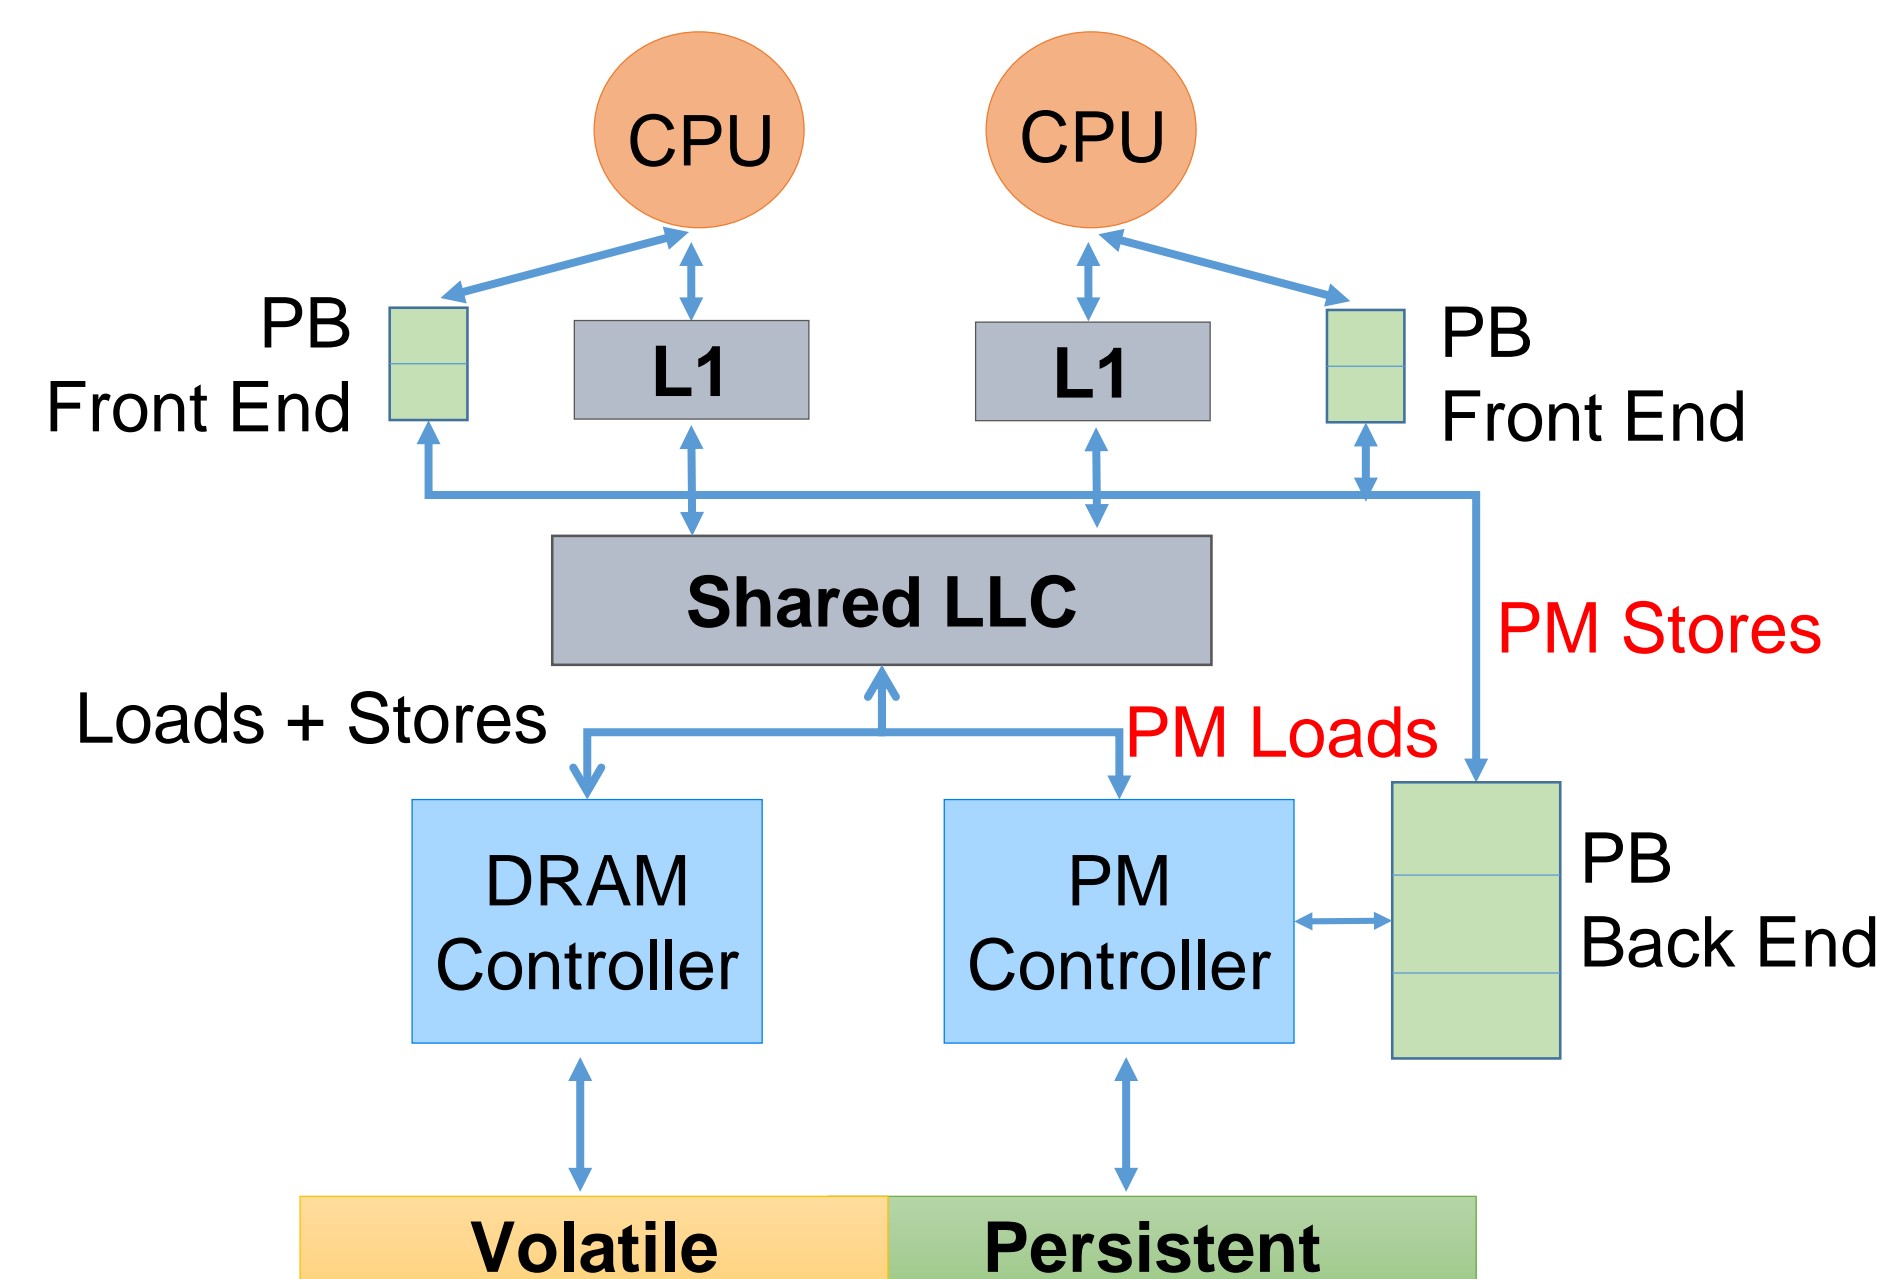 CPU
CPU
PB
Front End
L1
L1
PB
Front End
Shared LLC
PM Stores
Loads + Stores
PM Loads
DRAM
Controller
PM
Controller
PB
Back End
Volatile
Persistent